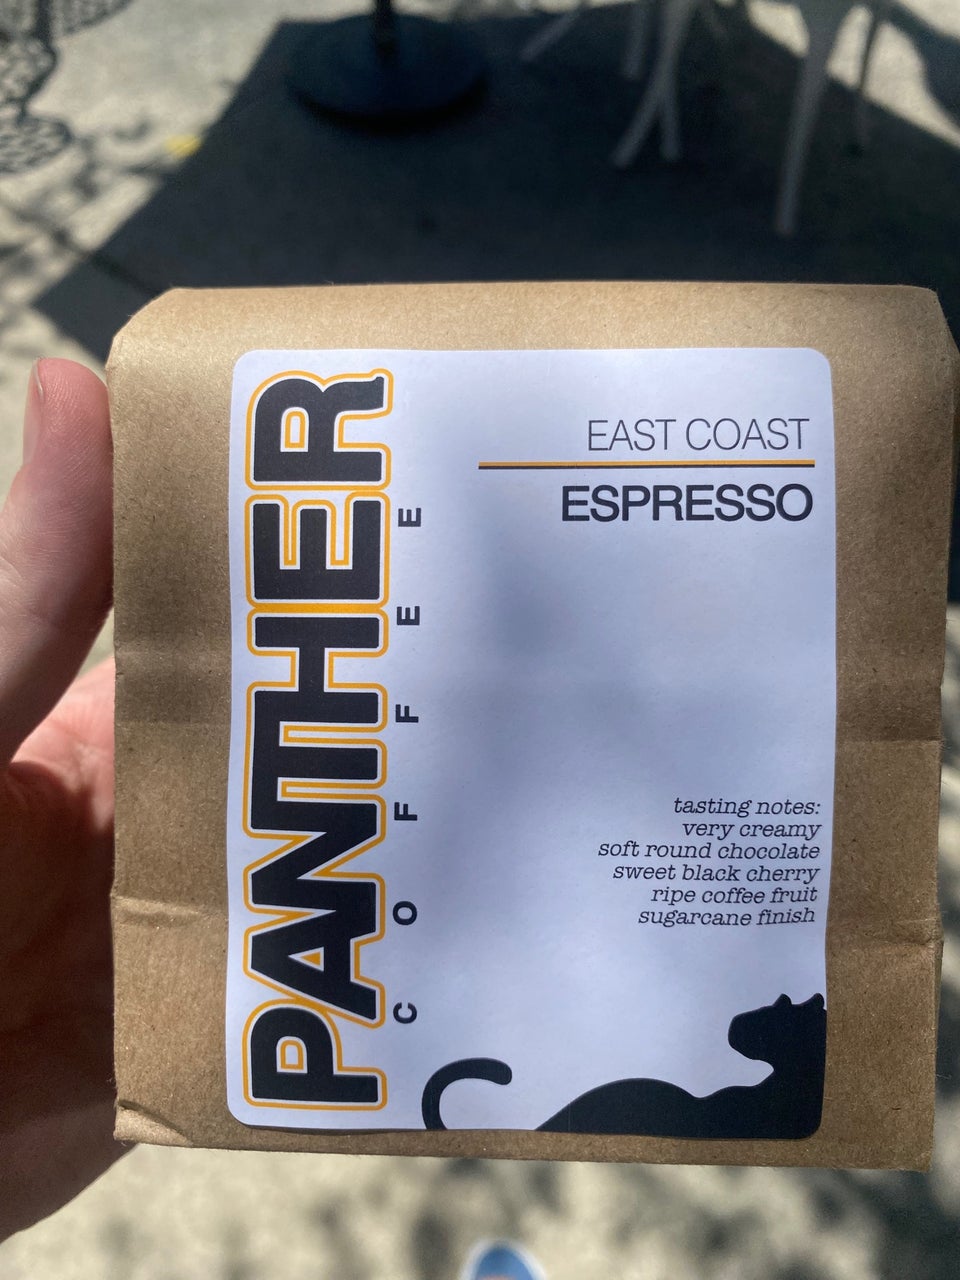 PANTHER
COFFEE
EAST COAST
ESPRESSO
tasting notes:
very creamy
soft round chocolate
sweet black cherry
ripe coffee fruit
sugarcane finish